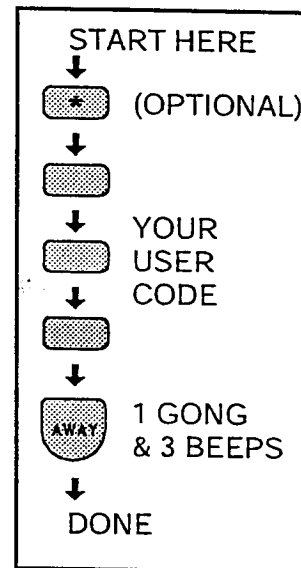 START HERE
* (OPTIONAL)
YOUR
USER
CODE
AWAY
1 GONG
& 3 BEEPS
DONE